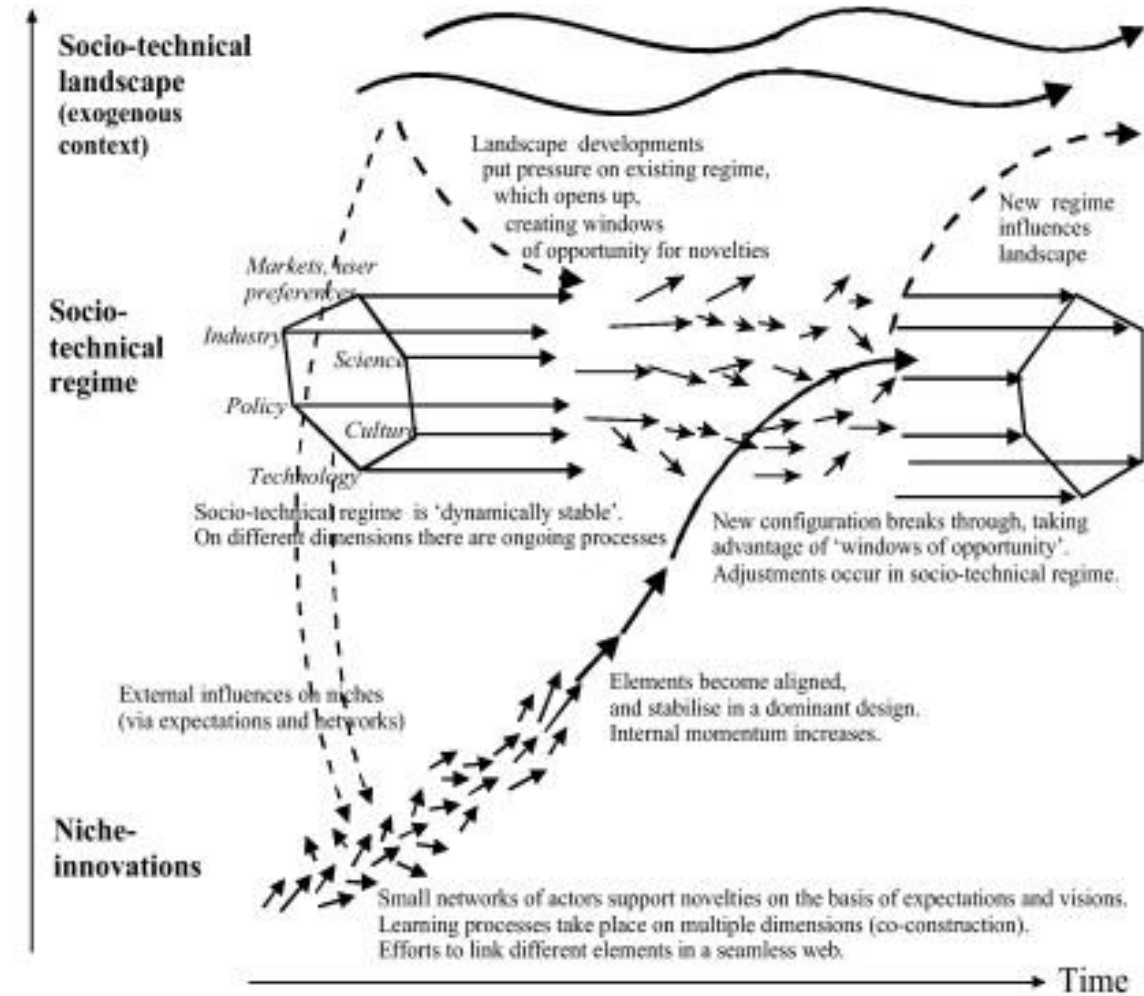 Socio-technical
landscape
(exogenous
context)
Landscape developments
put pressure on existing regime,
which opens up,
creating windows
of opportunity for novelties
New regime
influences
landscape
Markets, user
preferences
Socio-
technical
regime
Industry
Science
Policy
Culture
Technology
Socio-technical regime is ‘dynamically stable’.
On different dimensions there are ongoing processes
New configuration breaks through, taking
advantage of ‘windows of opportunity’.
Adjustments occur in socio-technical regime.
External influences on niches
(via expectations and networks)
Elements become aligned,
and stabilise in a dominant design.
Internal momentum increases.
Niche-
innovations
Small networks of actors support novelties on the basis of expectations and visions.
Learning processes take place on multiple dimensions (co-construction).
Efforts to link different elements in a seamless web.
Time